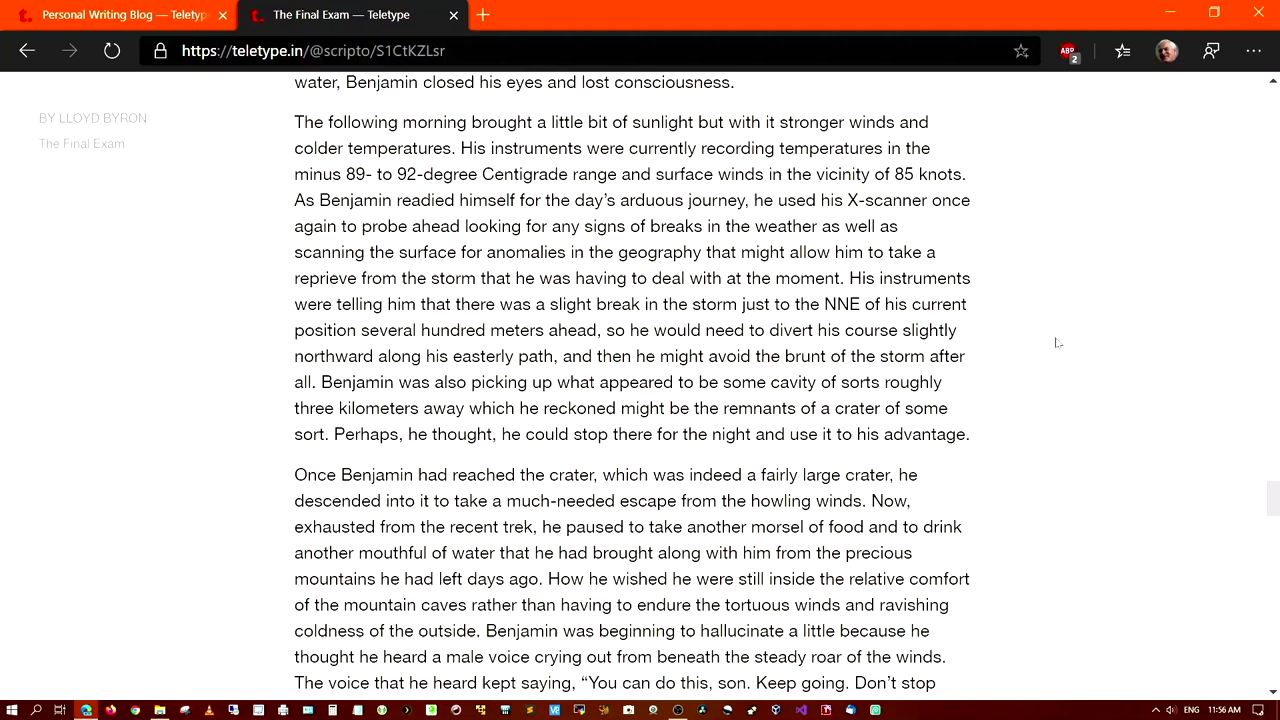 Personal Writing Blog — Teletyp
The Final Exam — Teletype
https://teletype.in/@scripto/S1CtKZLsr
ABP
2
BY LLOYD BYRON
The Final Exam
water, Benjamin closed his eyes and lost consciousness.
The following morning brought a little bit of sunlight but with it stronger winds and
colder temperatures. His instruments were currently recording temperatures in the
minus 89- to 92-degree Centigrade range and surface winds in the vicinity of 85 knots.
As Benjamin readied himself for the day’s arduous journey, he used his X-scanner once
again to probe ahead looking for any signs of breaks in the weather as well as
scanning the surface for anomalies in the geography that might allow him to take a
reprieve from the storm that he was having to deal with at the moment. His instruments
were telling him that there was a slight break in the storm just to the NNE of his current
position several hundred meters ahead, so he would need to divert his course slightly
northward along his easterly path, and then he might avoid the brunt of the storm after
all. Benjamin was also picking up what appeared to be some cavity of sorts roughly
three kilometers away which he reckoned might be the remnants of a crater of some
sort. Perhaps, he thought, he could stop there for the night and use it to his advantage.
Once Benjamin had reached the crater, which was indeed a fairly large crater, he
descended into it to take a much-needed escape from the howling winds. Now,
exhausted from the recent trek, he paused to take another morsel of food and to drink
another mouthful of water that he had brought along with him from the precious
mountains he had left days ago. How he wished he were still inside the relative comfort
of the mountain caves rather than having to endure the tortuous winds and ravishing
coldness of the outside. Benjamin was beginning to hallucinate a little because he
thought he heard a male voice crying out from beneath the steady roar of the winds.
The voice that he heard kept saying, “You can do this, son. Keep going. Don’t stop
ENG
11:56 AM